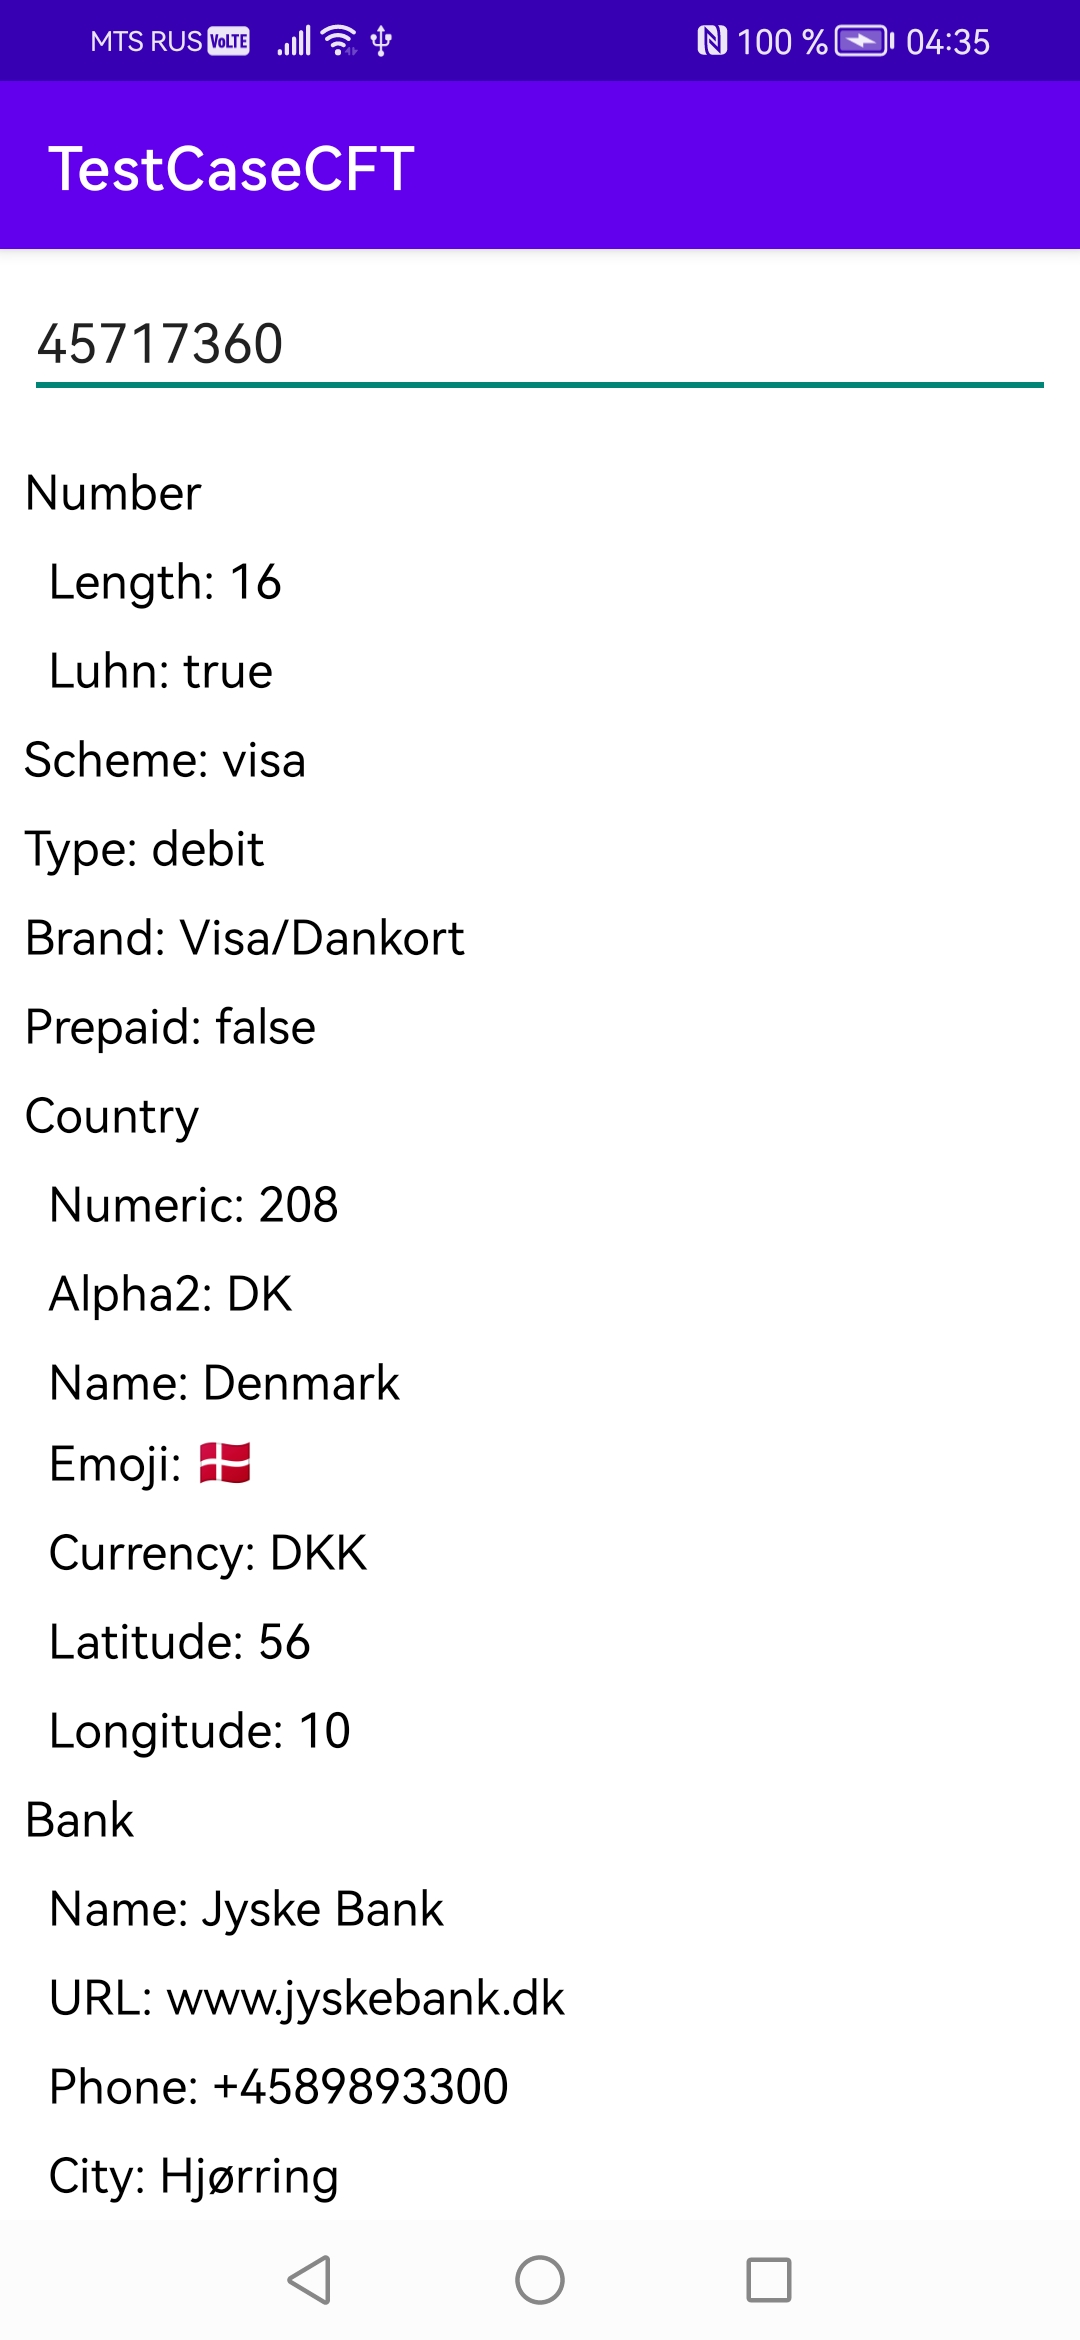 MTS RUS VoLTE 100 % 04:35
TestCaseCFT
45717360
Number
Length: 16
Luhn: true
Scheme: visa
Type: debit
Brand: Visa/Dankort
Prepaid: false
Country
Numeric: 208
Alpha2: DK
Name: Denmark
Emoji: 🇩🇰
Currency: DKK
Latitude: 56
Longitude: 10
Bank
Name: Jyske Bank
URL: www.jyskebank.dk
Phone: +4589893300
City: Hjørring